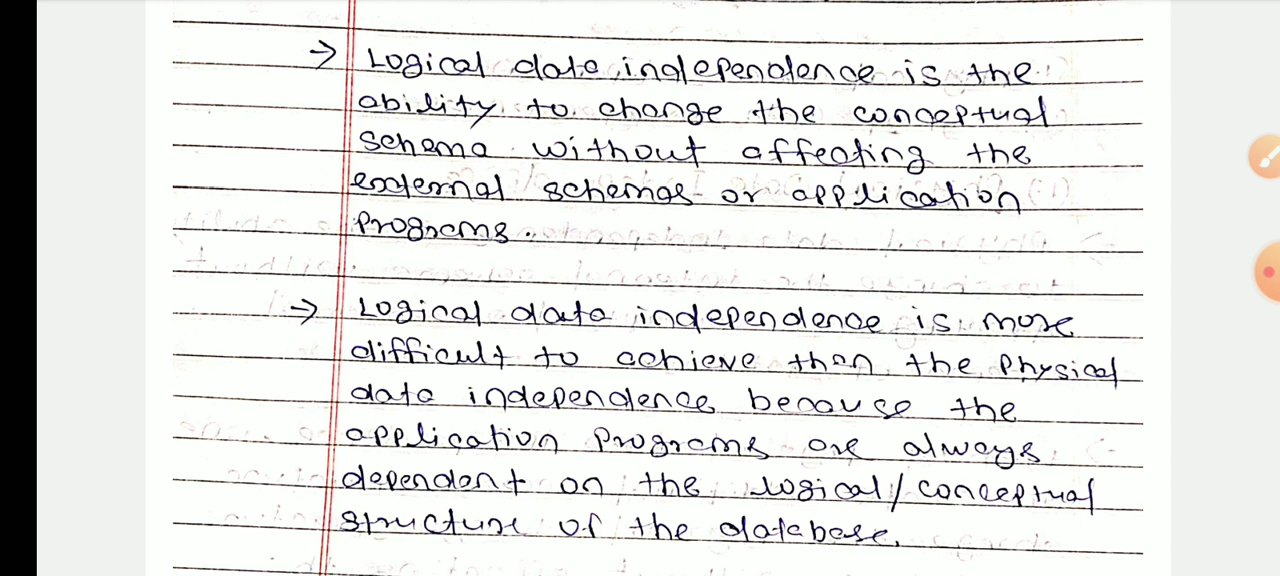 → Logical data independence is the
ability to change the conceptual
schema without affecting the
external schemas or application
programs.
→ Logical data independence is more
difficult to achieve than the physical
data independence because the
application programs are always
dependent on the logical/conceptual
structure of the database.